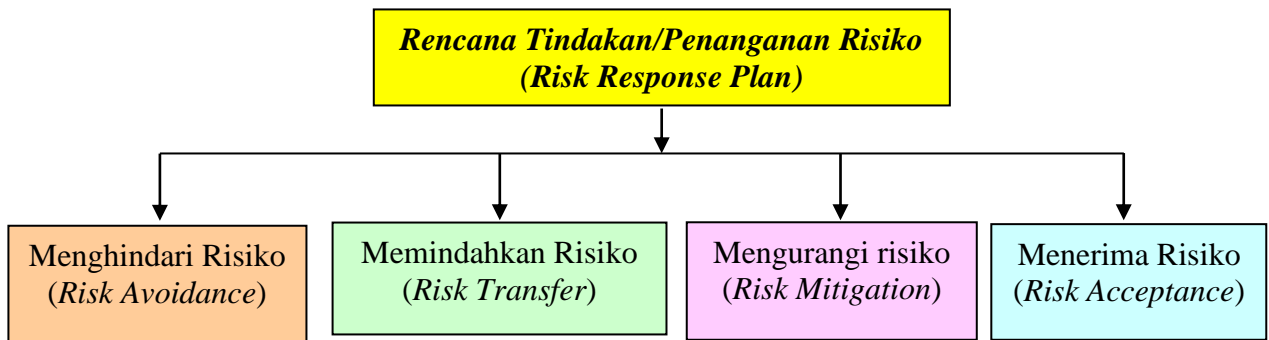 Rencana Tindakan/Penanganan Risiko
(Risk Response Plan)
Menghindari Risiko
(Risk Avoidance)
Memindahkan Risiko
(Risk Transfer)
Mengurangi risiko
(Risk Mitigation)
Menerima Risiko
(Risk Acceptance)